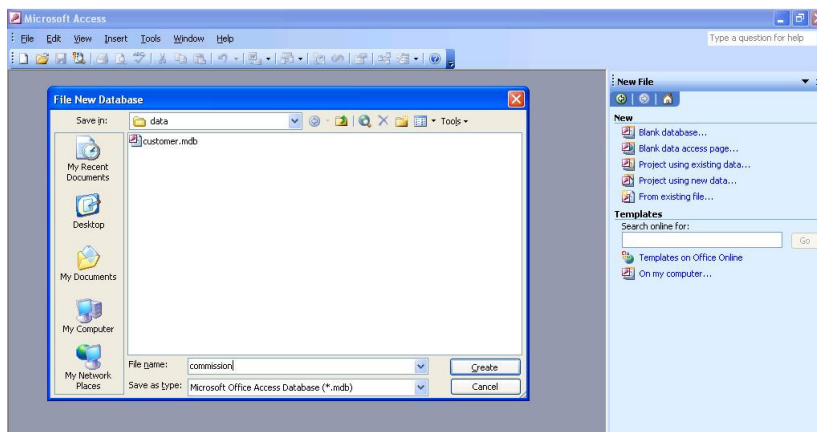 Microsoft Access
File Edit View Insert Tools Window Help
Type a question for help
New File
File New Database
Save in: data
Tools
customer.mdb
My Recent Documents
Desktop
My Documents
My Computer
My Network Places
File name: commission
Create
Save as type: Microsoft Office Access Database (*.mdb)
Cancel
New
Blank database...
Blank data access page...
Project using existing data...
Project using new data...
From existing file...
Templates
Search online for:
Go
Templates on Office Online
On my computer...